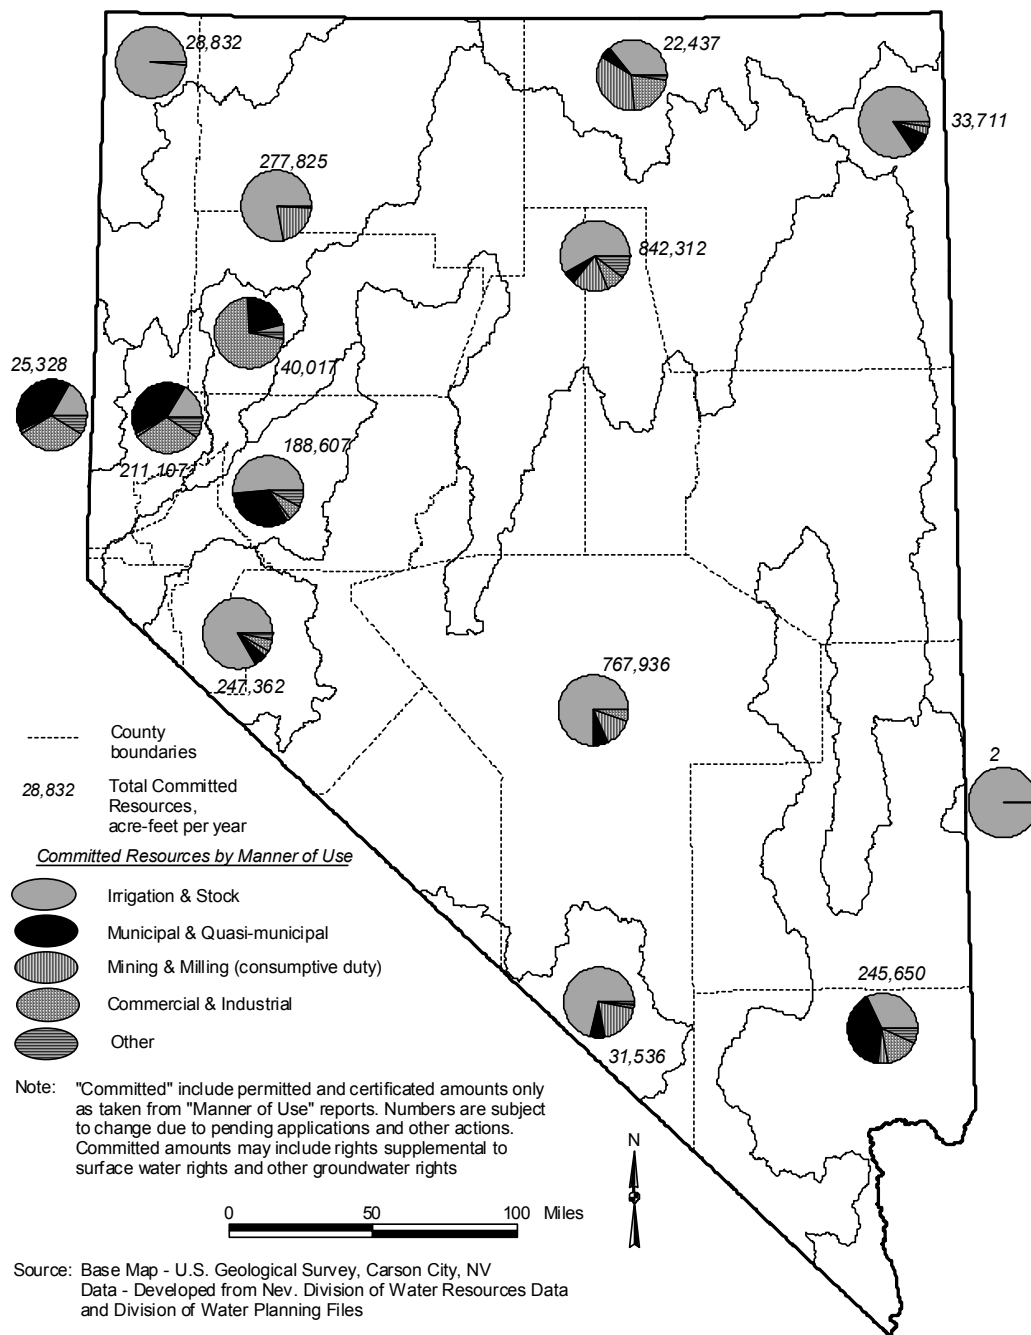 28,832
22,437
33,711
277,825
842,312
40,017
25,328
211,107
188,607
247,362
767,936
2
County
boundaries
28,832
Total Committed
Resources,
acre-feet per year
Committed Resources by Manner of Use
Irrigation & Stock
Municipal & Quasi-municipal
Mining & Milling (consumptive duty)
Commercial & Industrial
Other
245,650
31,536
Note: "Committed" include permitted and certificated amounts only
as taken from "Manner of Use" reports. Numbers are subject
to change due to pending applications and other actions.
Committed amounts may include rights supplemental to
surface water rights and other groundwater rights
N
0 50 100 Miles
Source: Base Map - U.S. Geological Survey, Carson City, NV
Data - Developed from Nev. Division of Water Resources Data
and Division of Water Planning Files